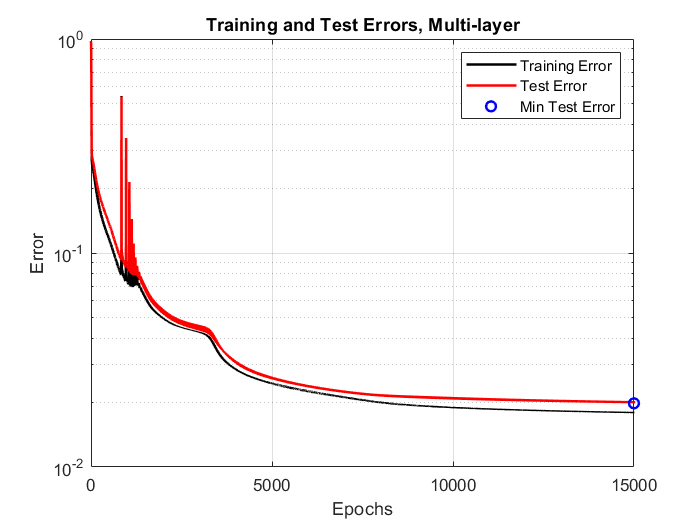 Training and Test Errors, Multi-layer
10^0
Training Error
Test Error
Min Test Error
Error
10^-1
10^-2
0 5000 10000 15000
Epochs